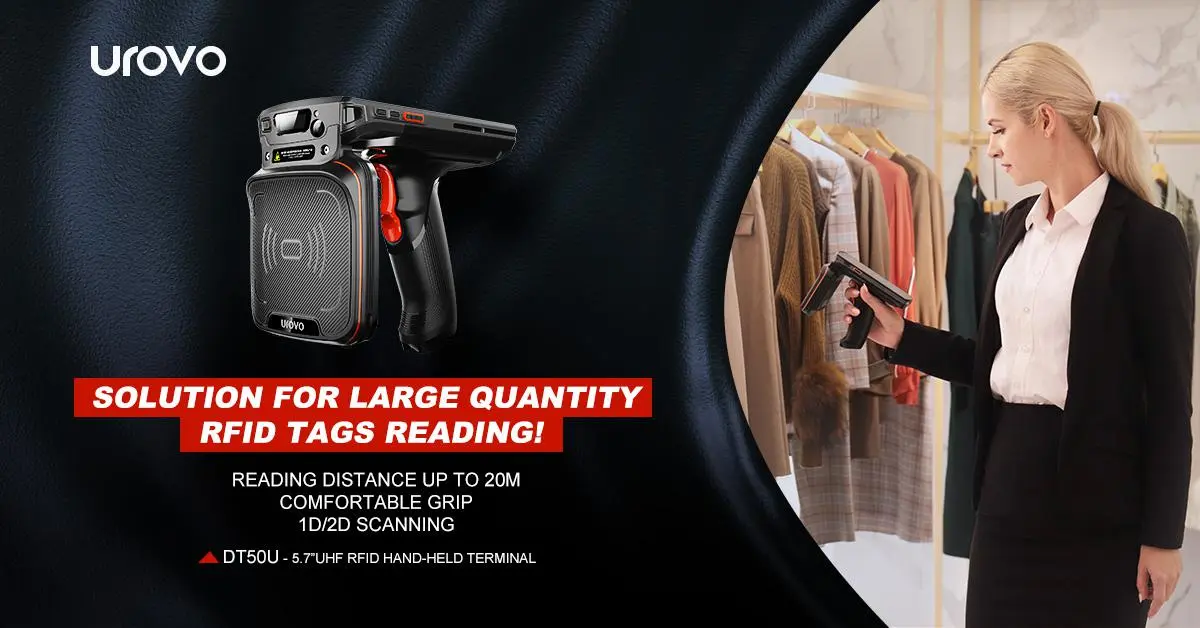 urovo
UROVO
SOLUTION FOR LARGE QUANTITY
RFID TAGS READING!
READING DISTANCE UP TO 20M
COMFORTABLE GRIP
1D/2D SCANNING
DT50U - 5.7"UHF RFID HAND-HELD TERMINAL